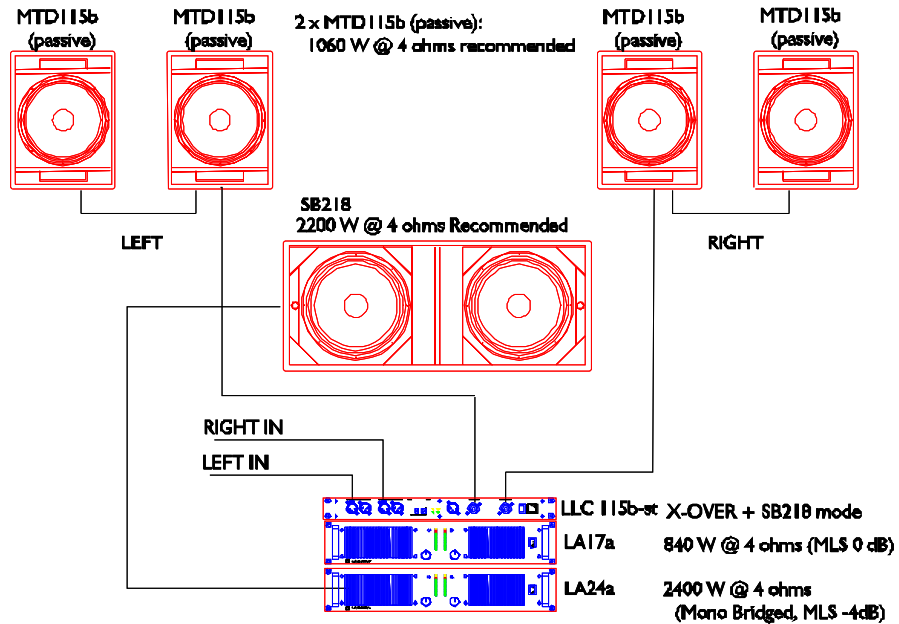 MTD115b
(passive)
MTD115b
(passive)
2 x MTD115b (passive):
1060 W @ 4 ohms recommended
MTD115b
(passive)
MTD115b
(passive)
LEFT
SB218
2200 W @ 4 ohms Recommended
RIGHT
RIGHT IN
LEFT IN
LLC 115b-st X-OVER + SB218 mode
LA17a 840 W @ 4 ohms (MLS 0 dB)
LA24a 2400 W @ 4 ohms
(Mono Bridged, MLS -4dB)